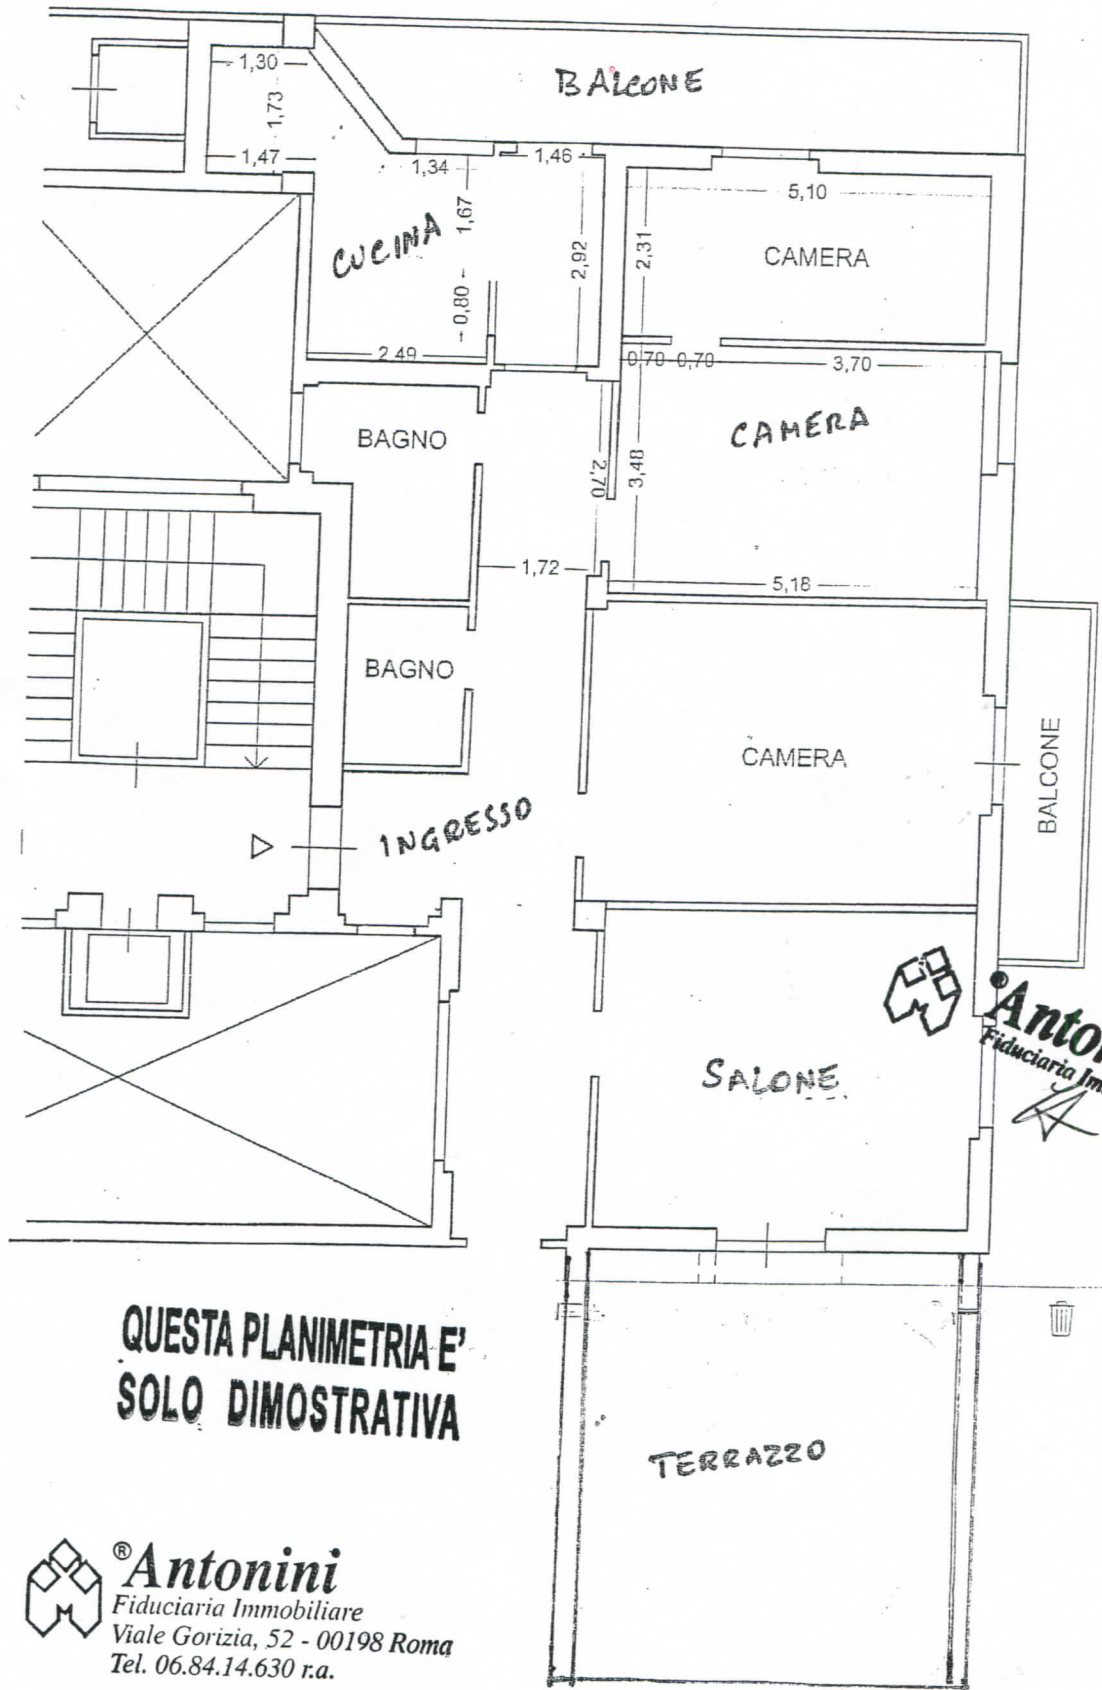 BALCONE
1,30
1,73
1,47
1,34
1,46
5,10
1,67
CUCINA
2,92
2,31
CAMERA
0,80
2,49
0,70 0,70
3,70
BAGNO
CAMERA
2,70
3,48
1,72
5,18
BAGNO
CAMERA
BALCONE
INGRESSO
SALONE
®Anto
Fiduciaria Im
QUESTA PLANIMETRIA E'
SOLO DIMOSTRATIVA
TERRAZZO
®Antonini
Fiduciaria Immobiliare
Viale Gorizia, 52 - 00198 Roma
Tel. 06.84.14.630 r.a.